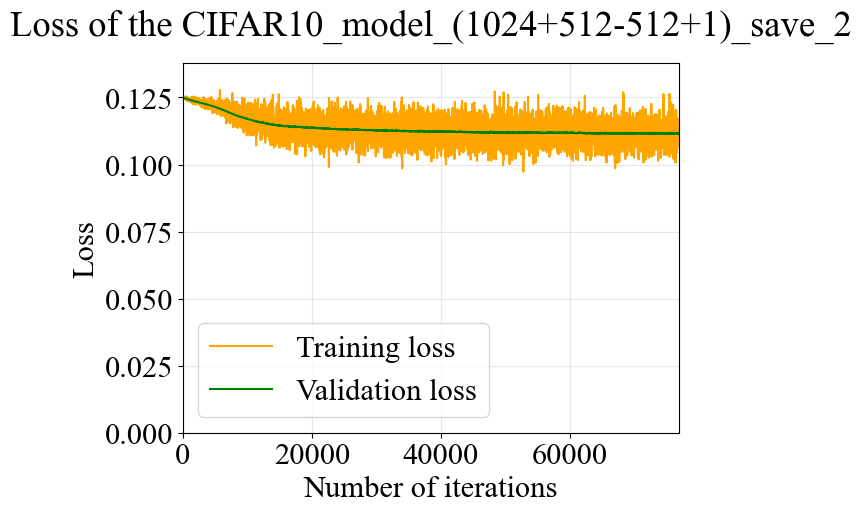 Loss of the CIFAR10_model_(1024+512-512+1)_save_2
0.125
0.100
0.075
0.050
0.025
0.000
Loss
Training loss
Validation loss
0 20000 40000 60000
Number of iterations